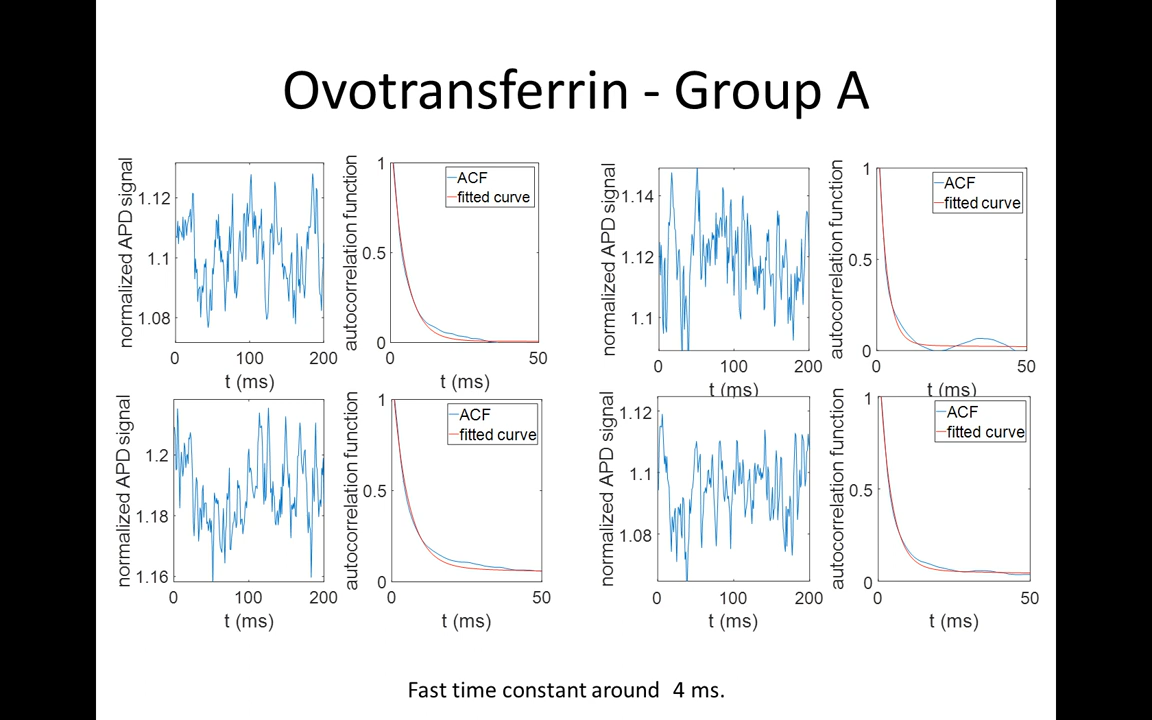 Ovotransferrin - Group A
normalized APD signal
1.12
1.1
1.08
0
100
200
t (ms)
autocorrelation function
1
0.5
0
ACF
fitted curve
0
50
t (ms)
normalized APD signal
1.14
1.12
1.1
0
100
200
t (ms)
autocorrelation function
1
0.5
0
ACF
fitted curve
0
50
t (ms)
normalized APD signal
1.2
1.18
1.16
0
100
200
t (ms)
autocorrelation function
1
0.5
0
ACF
fitted curve
0
50
t (ms)
normalized APD signal
1.12
1.1
1.08
0
100
200
t (ms)
autocorrelation function
1
0.5
0
ACF
fitted curve
0
50
t (ms)
Fast time constant around 4 ms.